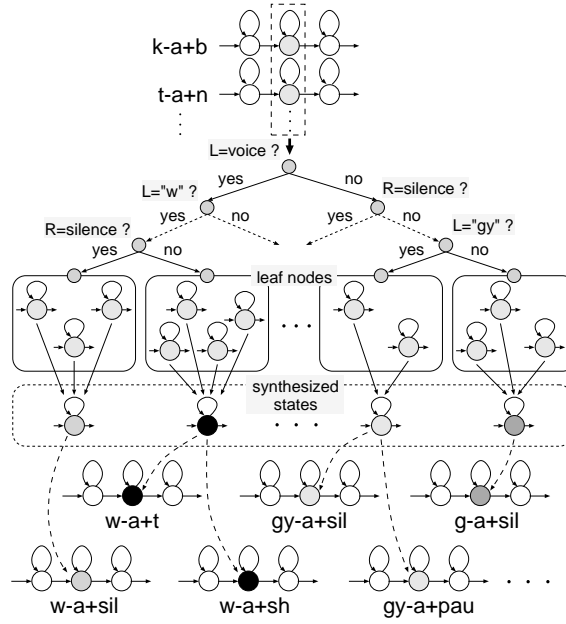 k-a+b
t-a+n
L=voice ?
yes no
L="w" ? R=silence ?
yes no yes no
R=silence ? L="gy" ?
yes no yes no
leaf nodes
. . .
synthesized
states
. . .
w-a+t gy-a+sil g-a+sil
. . .
w-a+sil w-a+sh gy-a+pau